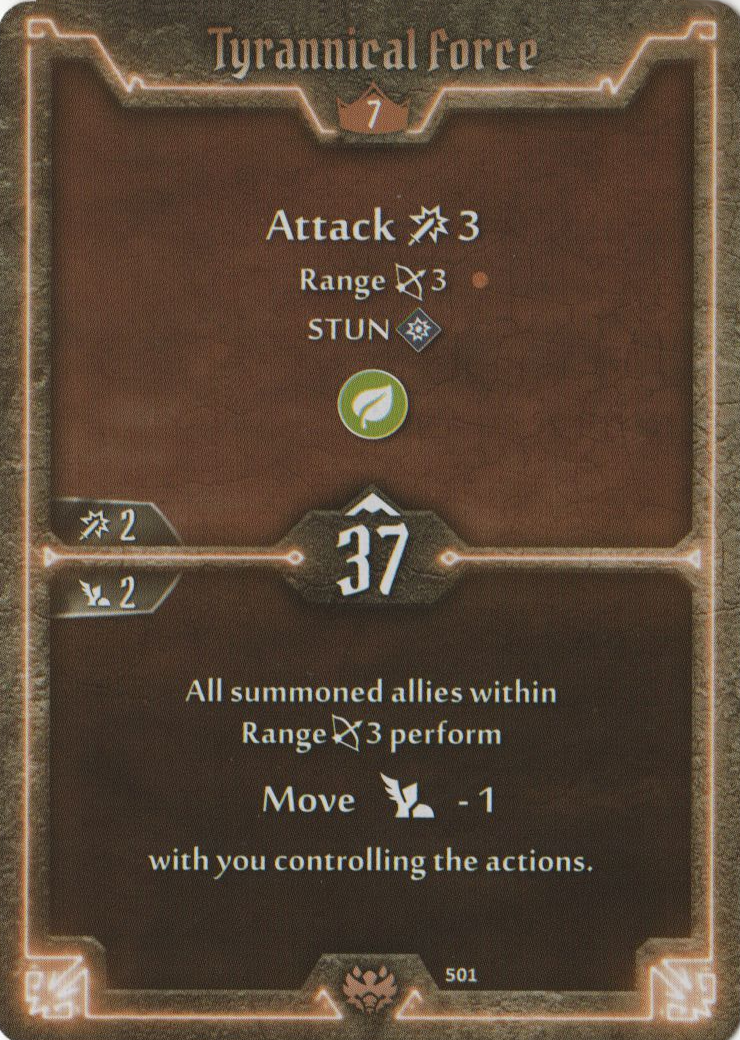 Tyrannical Force
7
Attack 3
Range 3
STUN
2
37
2
All summoned allies within
Range 3 perform
Move - 1
with you controlling the actions.
501